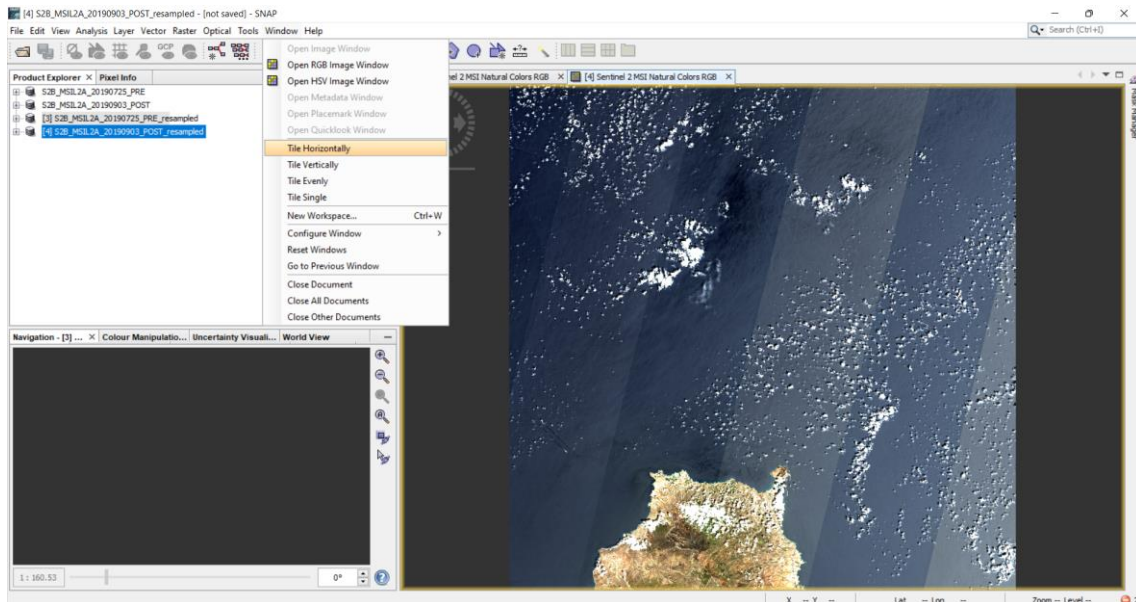 [4] S2B_MSIL2A_20190903_POST_resampled - [not saved] - SNAP
File Edit View Analysis Layer Vector Raster Optical Tools Window Help
Search (Ctrl+I)
GCP
Product Explorer Pixel Info
S2B_MSIL2A_20190725_PRE
S2B_MSIL2A_20190903_POST
[3] S2B_MSIL2A_20190725_PRE_resampled
[4] S2B_MSIL2A_20190903_POST_resampled
Open Image Window
Open RGB Image Window
Open HSV Image Window
Open Metadata Window
Open Placemark Window
Open Quicklook Window
Tile Horizontally
Tile Vertically
Tile Evenly
Tile Single
New Workspace... Ctrl+W
Configure Window
Reset Windows
Go to Previous Window
Close Document
Close All Documents
Close Other Documents
2 MSI Natural Colors RGB [4] Sentinel 2 MSI Natural Colors RGB
Mask Manager
Navigation - [3] ... Colour Manipulatio... Uncertainty Visuali... World View
1 : 160.53 0°
X -- Y -- Lat -- Lon -- Zoom -- Level --